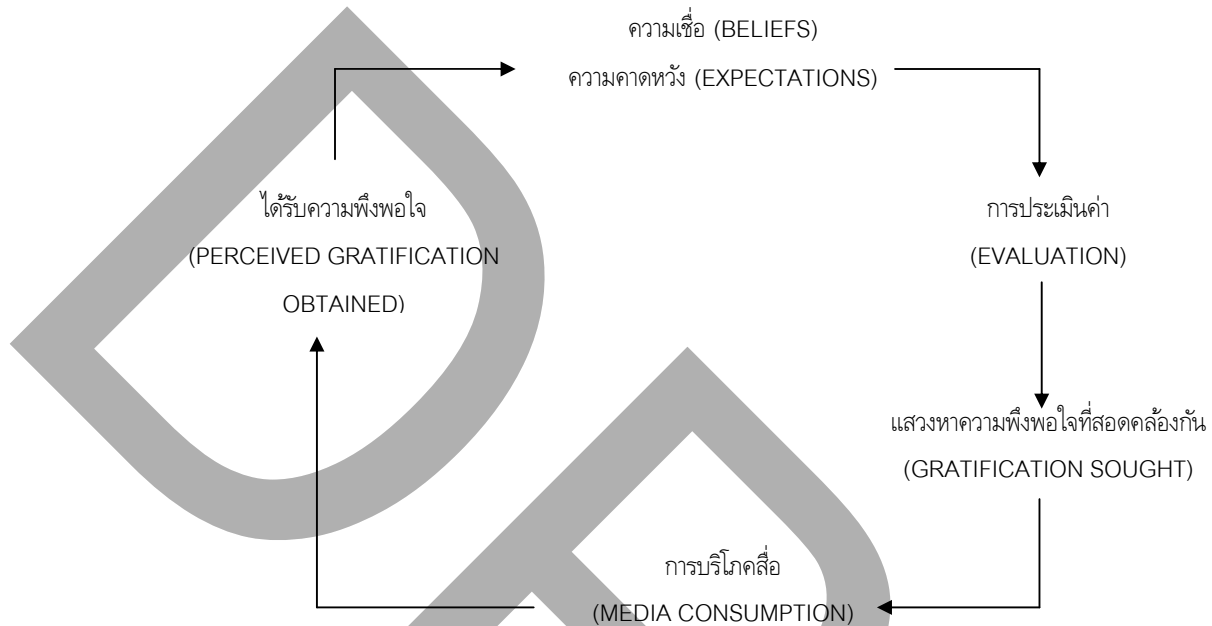 ความเชื่อ (BELIEFS)
ความคาดหวัง (EXPECTATIONS)
ได้รับความพึงพอใจ
(PERCEIVED GRATIFICATION
OBTAINED)
การประเมินค่า
(EVALUATION)
แสวงหาความพึงพอใจที่สอดคล้องกัน
(GRATIFICATION SOUGHT)
การบริโภคสื่อ
(MEDIA CONSUMPTION)